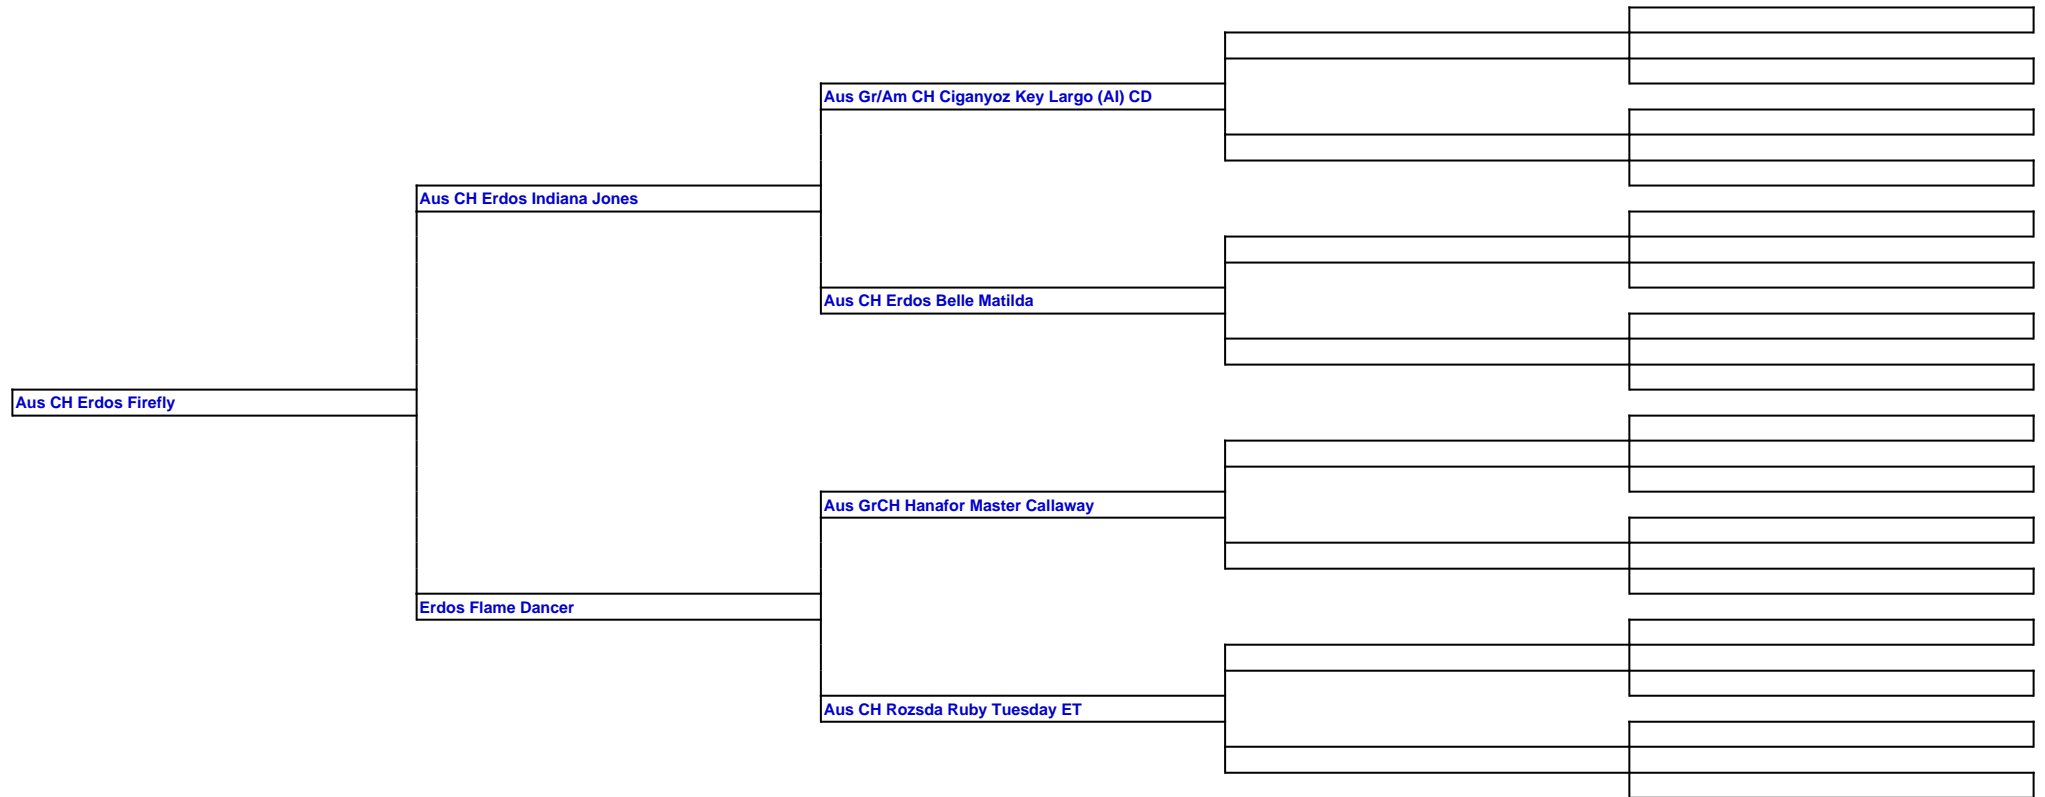 Aus Gr/Am CH Ciganyoz Key Largo (AI) CD
Aus CH Erdos Indiana Jones
Aus CH Erdos Belle Matilda
Aus CH Erdos Firefly
Aus GrCH Hanafor Master Callaway
Erdos Flame Dancer
Aus CH Rozsda Ruby Tuesday ET